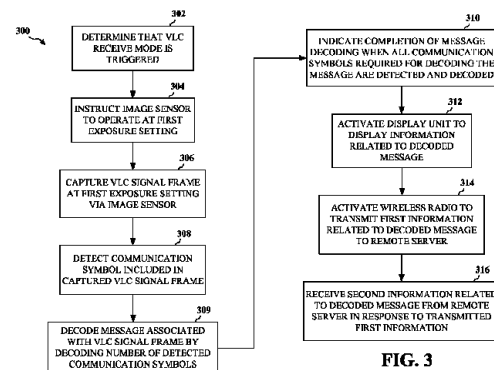 300
302
DETERMINE THAT VLC
RECEIVE MODE IS
TRIGGERED
304
INSTRUCT IMAGE SENSOR
TO OPERATE AT FIRST
EXPOSURE SETTING
306
CAPTURE VLC SIGNAL FRAME
AT FIRST EXPOSURE SETTING
VIA IMAGE SENSOR
308
DETECT COMMUNICATION
SYMBOL INCLUDED IN
CAPTURED VLC SIGNAL FRAME
309
DECODE MESSAGE ASSOCIATED
WITH VLC SIGNAL FRAME BY
DECODING NUMBER OF DETECTED
COMMUNICATION SYMBOLS
310
INDICATE COMPLETION OF MESSAGE
DECODING WHEN ALL COMMUNICATION
SYMBOLS REQUIRED FOR DECODING THE
MESSAGE ARE DETECTED AND DECODED
312
ACTIVATE DISPLAY UNIT TO
DISPLAY INFORMATION
RELATED TO DECODED
MESSAGE
314
ACTIVATE WIRELESS RADIO TO
TRANSMIT FIRST INFORMATION
RELATED TO DECODED MESSAGE
TO REMOTE SERVER
316
RECEIVE SECOND INFORMATION RELATED
TO DECODED MESSAGE FROM REMOTE
SERVER IN RESPONSE TO TRANSMITTED
FIRST INFORMATION
FIG. 3